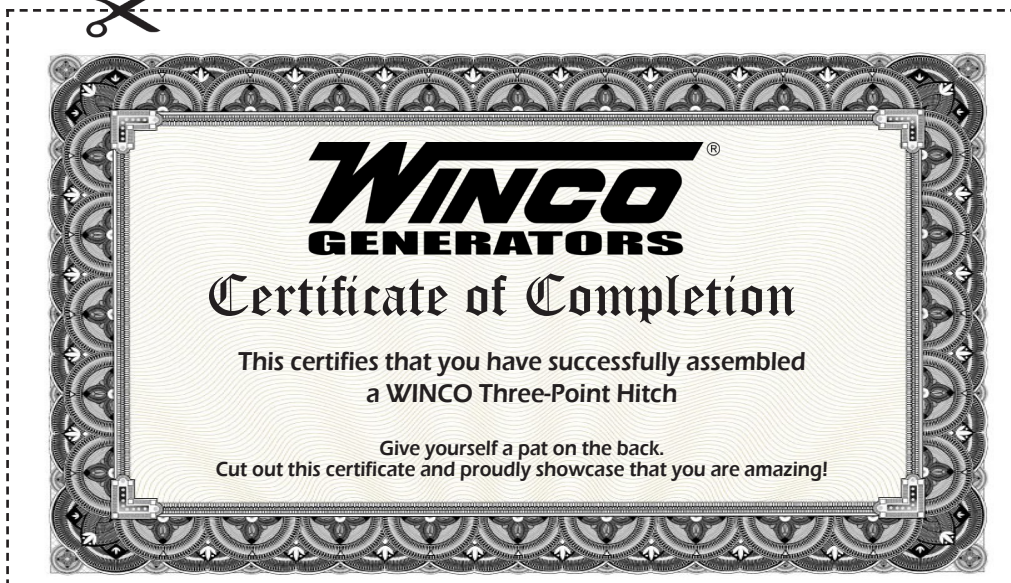 WINCO®
GENERATORS
Certificate of Completion
This certifies that you have successfully assembled
a WINCO Three-Point Hitch
Give yourself a pat on the back.
Cut out this certificate and proudly showcase that you are amazing!